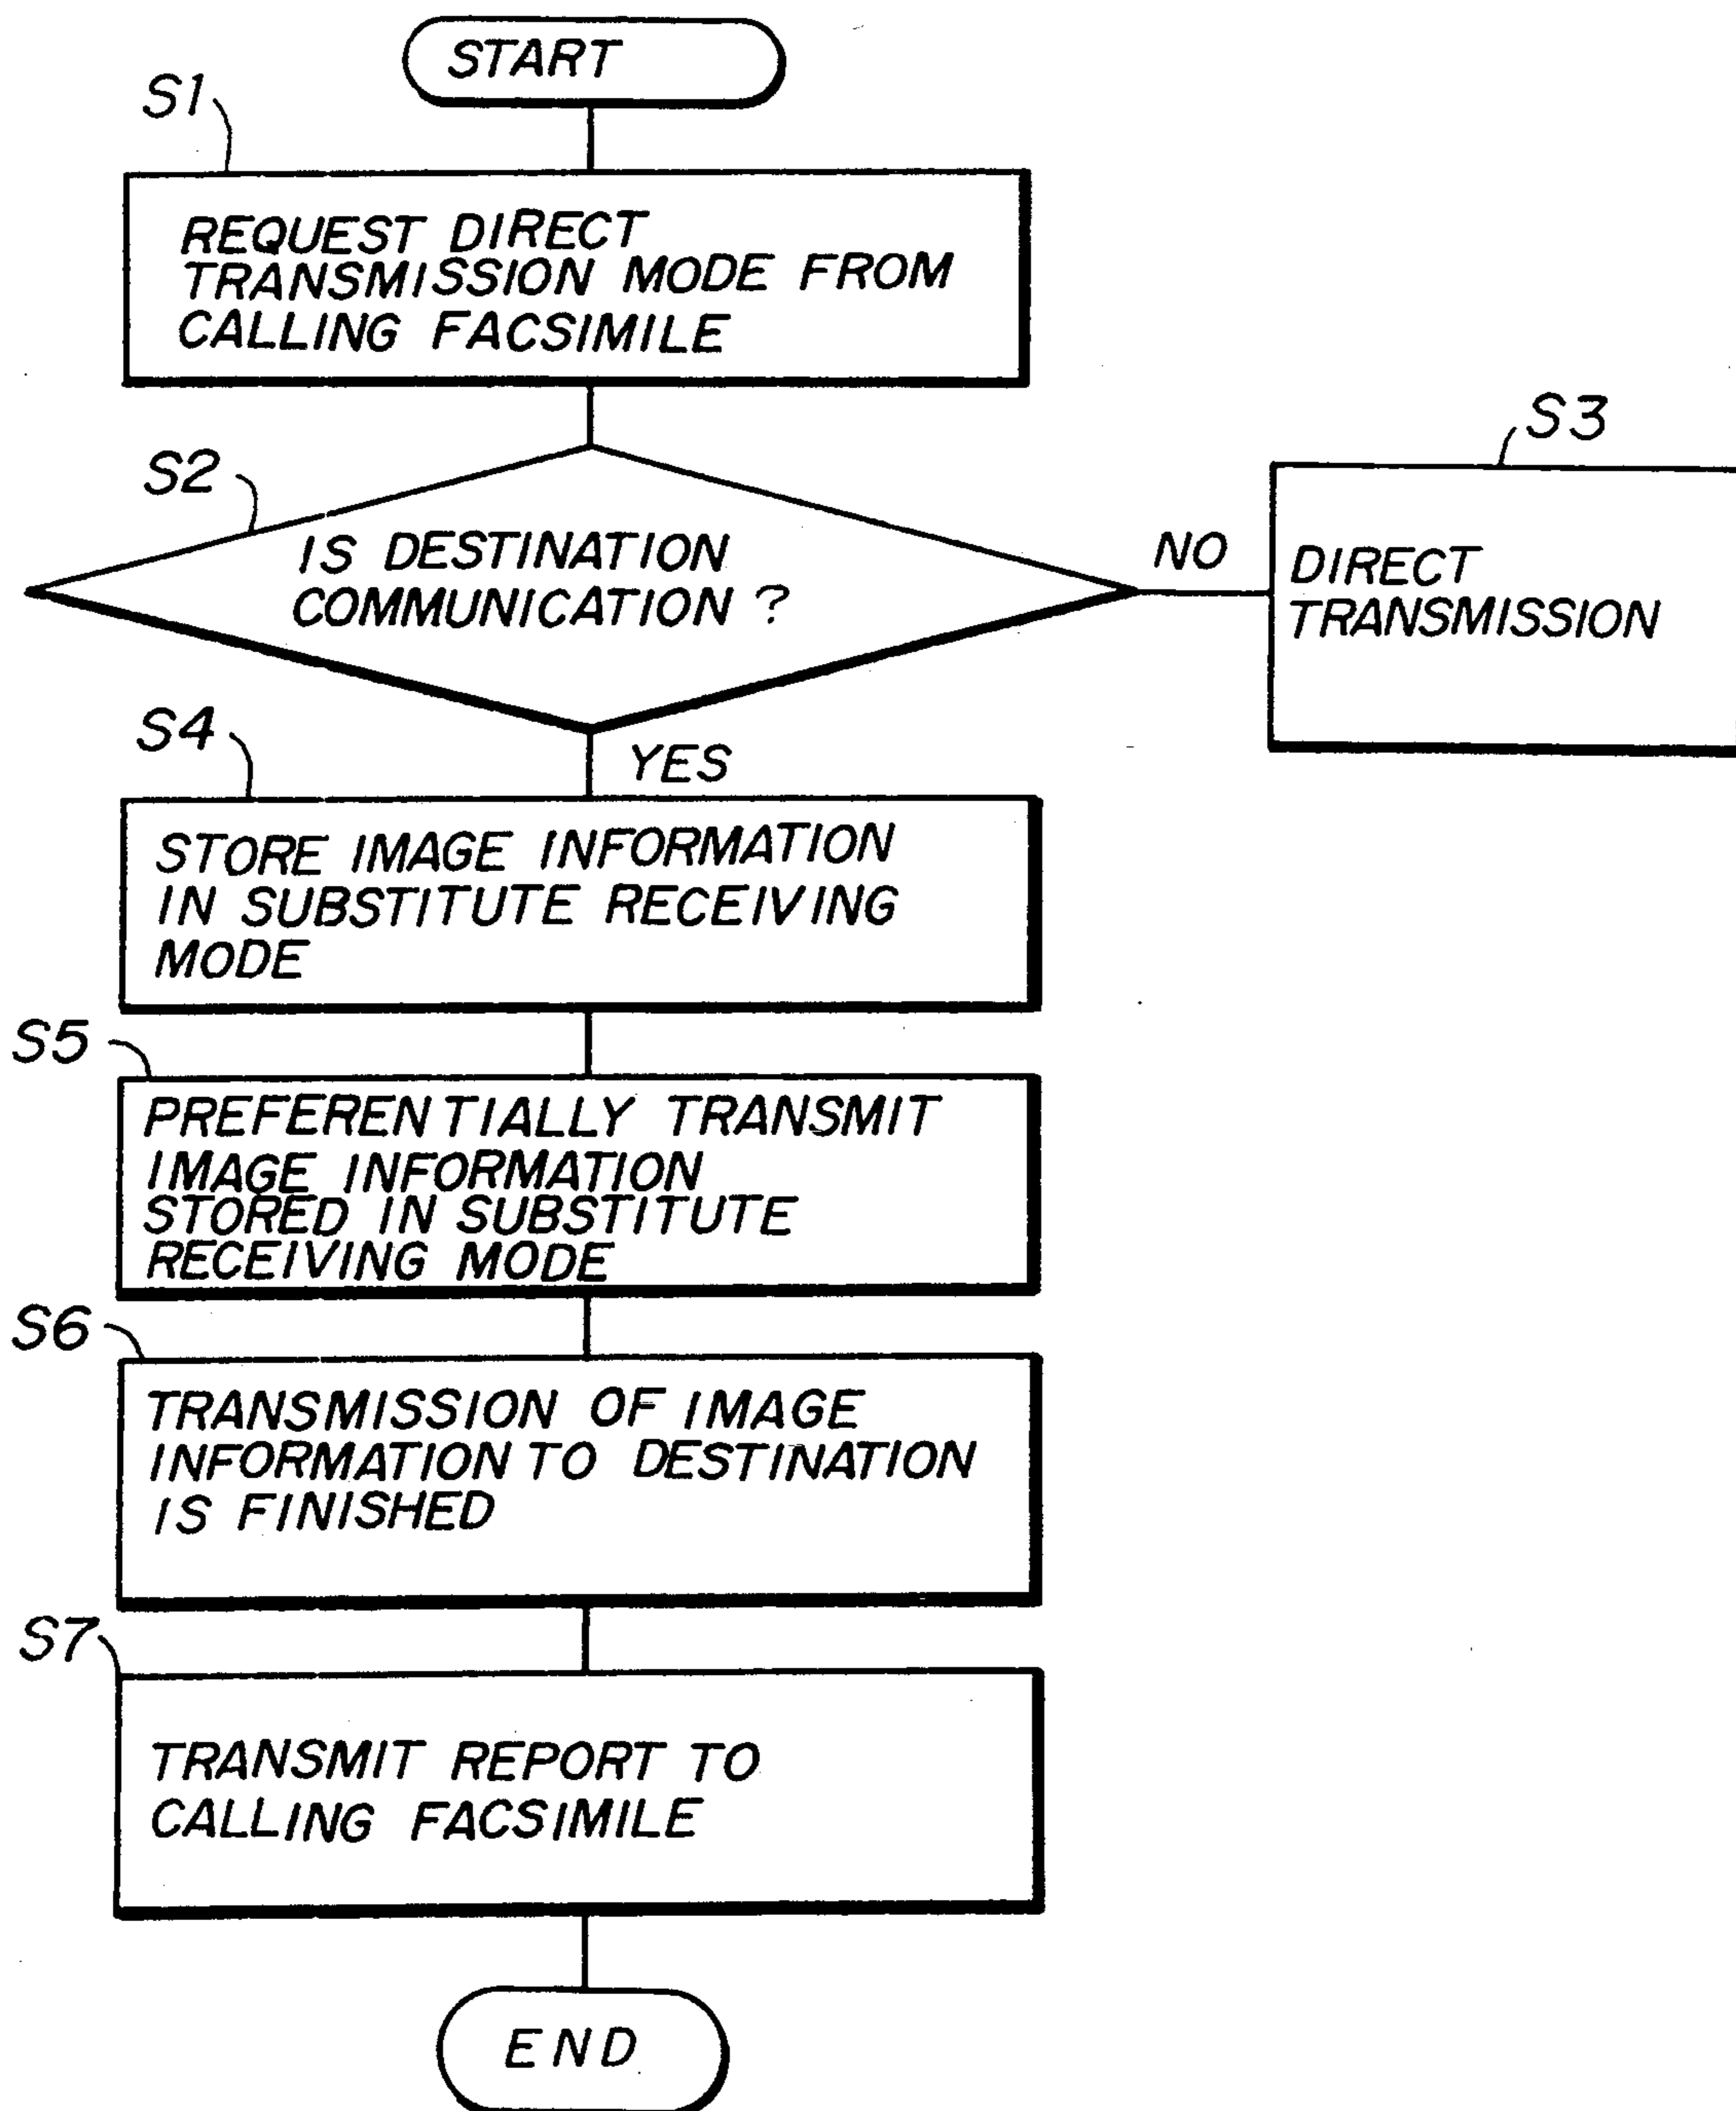 START
S1
REQUEST DIRECT
TRANSMISSION MODE FROM
CALLING FACSIMILE
S2
IS DESTINATION
COMMUNICATION ?
NO
S3
DIRECT
TRANSMISSION
YES
S4
STORE IMAGE INFORMATION
IN SUBSTITUTE RECEIVING
MODE
S5
PREFERENTIALLY TRANSMIT
IMAGE INFORMATION
STORED IN SUBSTITUTE
RECEIVING MODE
S6
TRANSMISSION OF IMAGE
INFORMATION TO DESTINATION
IS FINISHED
S7
TRANSMIT REPORT TO
CALLING FACSIMILE
END